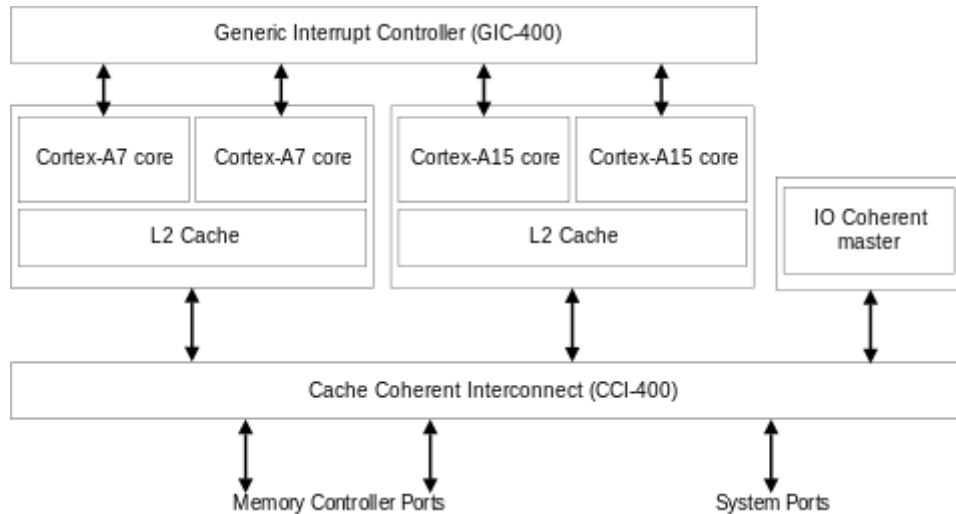 Generic Interrupt Controller (GIC-400)
Cortex-A7 core
Cortex-A7 core
Cortex-A15 core
Cortex-A15 core
L2 Cache
L2 Cache
IO Coherent
master
Cache Coherent Interconnect (CCI-400)
Memory Controller Ports
System Ports